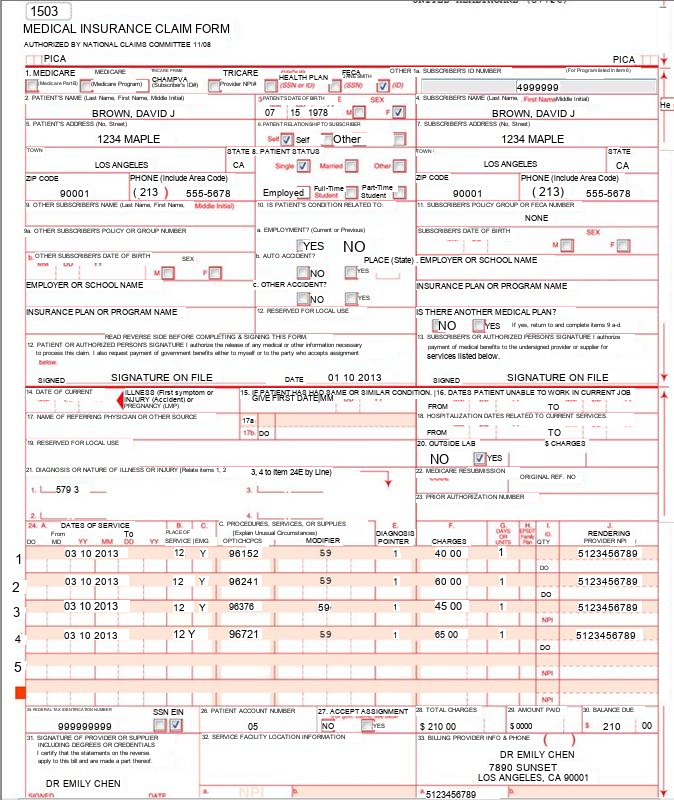 1503
MEDICAL INSURANCE CLAIM FORM
AUTHORIZED BY NATIONAL CLAIMS COMMITTEE 11/08
PICA PICA
1. MEDICARE MEDICARE TRICARE CHAMPVA HEALTH PLAN FECA OTHER 1a. SUBSCRIBER'S ID NUMBER (For Program listed in item 6)
(Medicare Part B) (Medicare Program) (Subscriber's ID#) Provider NPI# (SSN or ID) (SSN) (ID)
4999999
2. PATIENT'S NAME (Last Name, First Name, Middle Initial) 3. PATIENT'S DATE OF BIRTH SEX 4. SUBSCRIBER'S NAME, (Last Name, First Name Middle Initial)
BROWN, DAVID J 07 15 1978 M F BROWN, DAVID J
He
5. PATIENT'S ADDRESS (No, Street) 6. PATIENT RELATIONSHIP TO SUBSCRIBER 7. SUBSCRIBER'S ADDRESS (No, Street)
1234 MAPLE Self Self Other 1234 MAPLE
TOWN STATE 8. PATIENT STATUS TOWN STATE
LOS ANGELES CA Single Married Other LOS ANGELES CA
ZIP CODE PHONE (Include Area Code) ZIP CODE PHONE (Include Area Code)
90001 ( 213 ) 555-5678 Employed Full-Time Student Part-Time Student 90001 ( 213) 555-5678
9. OTHER SUBSCRIBER'S NAME (Last Name, First Name, Middle Initial) 10. IS PATIENT'S CONDITION RELATED TO: 11. SUBSCRIBER'S POLICY GROUP OR FECA NUMBER
NONE
9a. OTHER SUBSCRIBER'S POLICY OR GROUP NUMBER a. EMPLOYMENT? (Current or Previous) SUBSCRIBER'S DATE OF BIRTH SEX
YES NO M F
b. OTHER SUBSCRIBER'S DATE OF BIRTH SEX b. AUTO ACCIDENT? PLACE (State) . EMPLOYER OR SCHOOL NAME
MM DD YY M F NO YES
EMPLOYER OR SCHOOL NAME c. OTHER ACCIDENT? INSURANCE PLAN OR PROGRAM NAME
NO YES
INSURANCE PLAN OR PROGRAM NAME 12. RESERVED FOR LOCAL USE IS THERE ANOTHER MEDICAL PLAN?
NO YES If yes, return to and complete items 9 a-d.
READ REVERSE SIDE BEFORE COMPLETING & SIGNING THIS FORM.
12. PATIENT OR AUTHORIZED PERSON'S SIGNATURE I authorize the release of any medical or other information necessary
to process this claim. I also request payment of government benefits either to myself or to the party who accepts assignment
below.
13. SUBSCRIBER'S OR AUTHORIZED PERSON'S SIGNATURE I authorize
payment of medical benefits to the undersigned provider or supplier for
services listed below.
SIGNED SIGNATURE ON FILE DATE 01 10 2013 SIGNED SIGNATURE ON FILE
14. DATE OF CURRENT ILLNESS (First symptom or 15. IF PATIENT HAS HAD SAME OR SIMILAR CONDITION. |16. DATES PATIENT UNABLE TO WORK IN CURRENT JOB
INJURY (Accident) or GIVE FIRST DATE|MM
PREGNANCY (LMP) FROM TO
17. NAME OF REFERRING PHYSICIAN OR OTHER SOURCE 17a 18. HOSPITALIZATION DATES RELATED TO CURRENT SERVICES.
17b. DO FROM TO
19. RESERVED FOR LOCAL USE 20. OUTSIDE LAB $ CHARGES
NO YES
21. DIAGNOSIS OR NATURE OF ILLNESS OR INJURY (Relate items 1, 2 3, 4 to Item 24E by Line) 22. MEDICARE RESUBMISSION
CODE ORIGINAL REF. NO
1. 579 3 3.
23. PRIOR AUTHORIZATION NUMBER
2. 4.
24. A. DATES OF SERVICE B. C. C. PROCEDURES, SERVICES, OR SUPPLIES E. F. G. H. I. J.
From To PLACE OF (Explain Unusual Circumstances) DIAGNOSIS DAYS OR UNITS EPSDT Family Plan ID. RENDERING
DO MD YY MM DD YY SERVICE EMG OPT/CHOPCS MODIFIER POINTER CHARGES QTY PROVIDER NPI
1 03 10 2013 12 Y 96152 59 1 40 00 1 5123456789
DO
2 03 10 2013 12 Y 96241 59 1 60 00 1 5123456789
DO
3 03 10 2013 12 Y 96376 59 1 45 00 1 5123456789
NPI
4 03 10 2013 12 Y 96721 59 1 65 00 1 5123456789
DO
5
NPI
NPI
25. FEDERAL TAX IDENTIFICATION NUMBER SSN EIN 26. PATIENT ACCOUNT NUMBER 27. ACCEPT ASSIGNMENT 28. TOTAL CHARGES 29. AMOUNT PAID 30. BALANCE DUE
999999999 05 NO YES $ 210 00 $ 0000 $ 210 00
31. SIGNATURE OF PROVIDER OR SUPPLIER 32. SERVICE FACILITY LOCATION INFORMATION 33. BILLING PROVIDER INFO & PHONE ( )
INCLUDING DEGREES OR CREDENTIALS
I certify that the statements on the reverse.
apply to this bill and are made a part thereof.
DR EMILY CHEN
7890 SUNSET
LOS ANGELES, CA 90001
DR EMILY CHEN
SIGNED DATE a. NPI b. a. 5123456789 b.